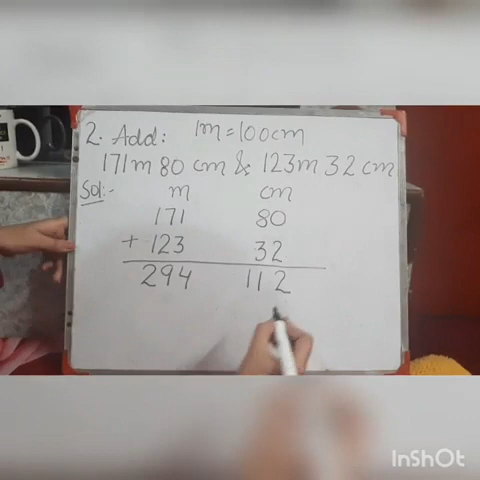 2. Add: 1m = 100cm
171m 80 cm & 123m 32 cm
Sol:- m cm
171 80
+ 123 32
294 112
InShOt